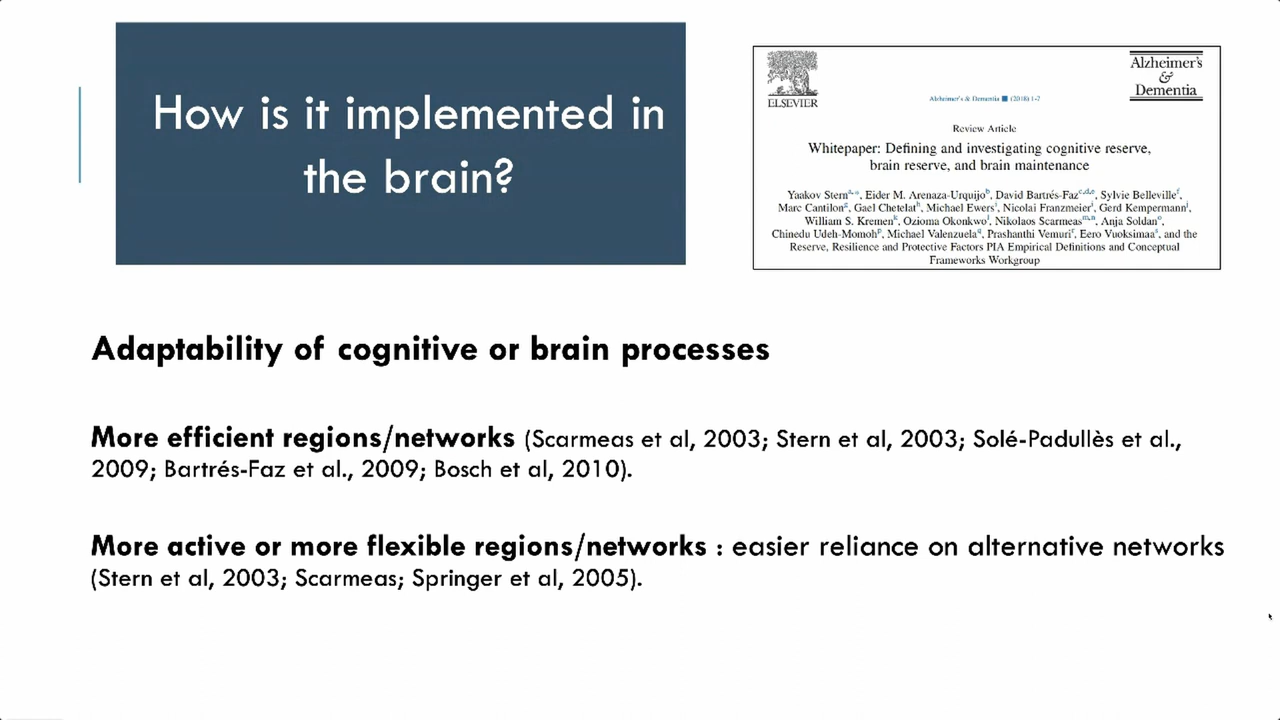 How is it implemented in
the brain?
ELSEVIER
Alzheimer's
&
Dementia
Alzheimer's & Dementia ■ (2018) 1-7
Review Article
Whitepaper: Defining and investigating cognitive reserve,
brain reserve, and brain maintenance
Yaakov Stern^a,*, Eider M. Arenaza-Urquijo^b, David Bartrés-Faz^c,d,e, Sylvie Belleville^f,
Marc Cantilon^g, Gael Chetelat^h, Michael Ewers^i, Nicolai Franzmeier^i, Gerd Kempermann^j,
William S. Kremen^k, Ozioma Okonkwo^l, Nikolaos Scarmeas^m,n, Anja Soldan^o,
Chinedu Udeh-Momoh^p, Michael Valenzuela^q, Prashanthi Vemuri^r, Eero Vuoksimaa^s, and the
Reserve, Resilience and Protective Factors PIA Empirical Definitions and Conceptual
Frameworks Workgroup
Adaptability of cognitive or brain processes
More efficient regions/networks (Scarmeas et al, 2003; Stern et al, 2003; Solé-Padullès et al.,
2009; Bartrés-Faz et al., 2009; Bosch et al, 2010).
More active or more flexible regions/networks : easier reliance on alternative networks
(Stern et al, 2003; Scarmeas; Springer et al, 2005).